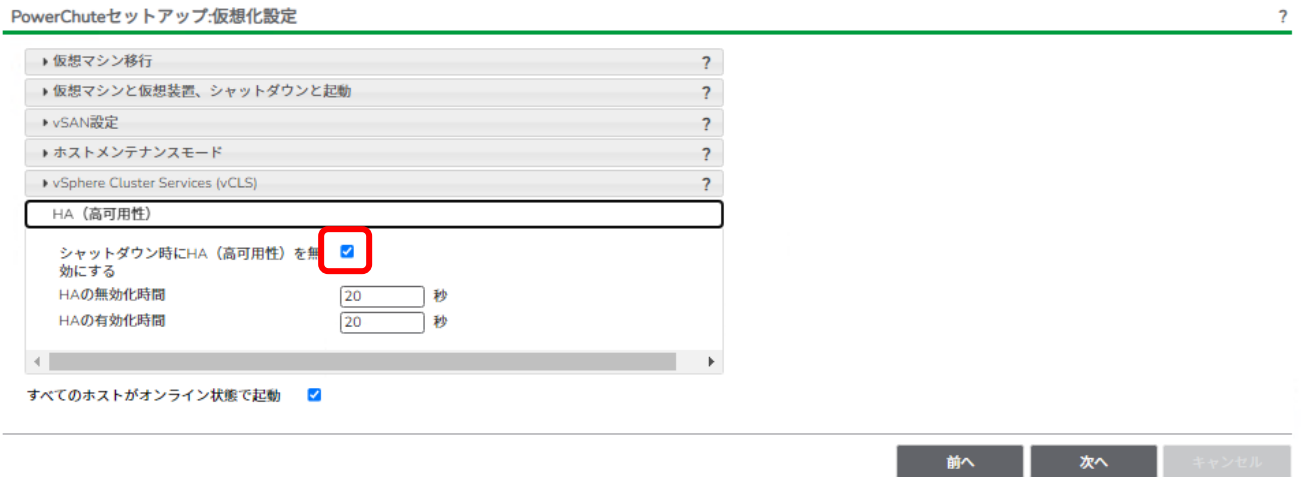 PowerChuteセットアップ:仮想化設定 ?
仮想マシン移行 ?
仮想マシンと仮想装置、シャットダウンと起動 ?
vSAN設定 ?
ホストメンテナンスモード ?
vSphere Cluster Services (vCLS) ?
HA（高可用性）
シャットダウン時にHA（高可用性）を無
効にする
HAの無効化時間 20 秒
HAの有効化時間 20 秒
すべてのホストがオンライン状態で起動
前へ 次へ キャンセル